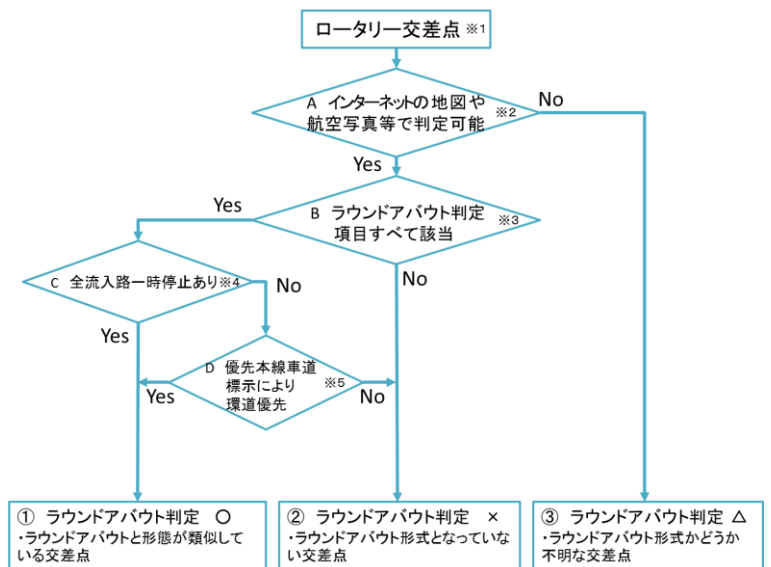 ロータリー交差点 ※1
A インターネットの地図や
航空写真等で判定可能 ※2
No
Yes
B ラウンドアバウト判定
項目すべて該当 ※3
Yes
No
C 全流入路一時停止あり※4
No
Yes
D 優先本線車道
標示により
環道優先 ※5
Yes
No
① ラウンドアバウト判定 ○
・ラウンドアバウトと形態が類似して
いる交差点
② ラウンドアバウト判定 ×
・ラウンドアバウト形式となっていな
い交差点
③ ラウンドアバウト判定 △
・ラウンドアバウト形式かどうか
不明な交差点